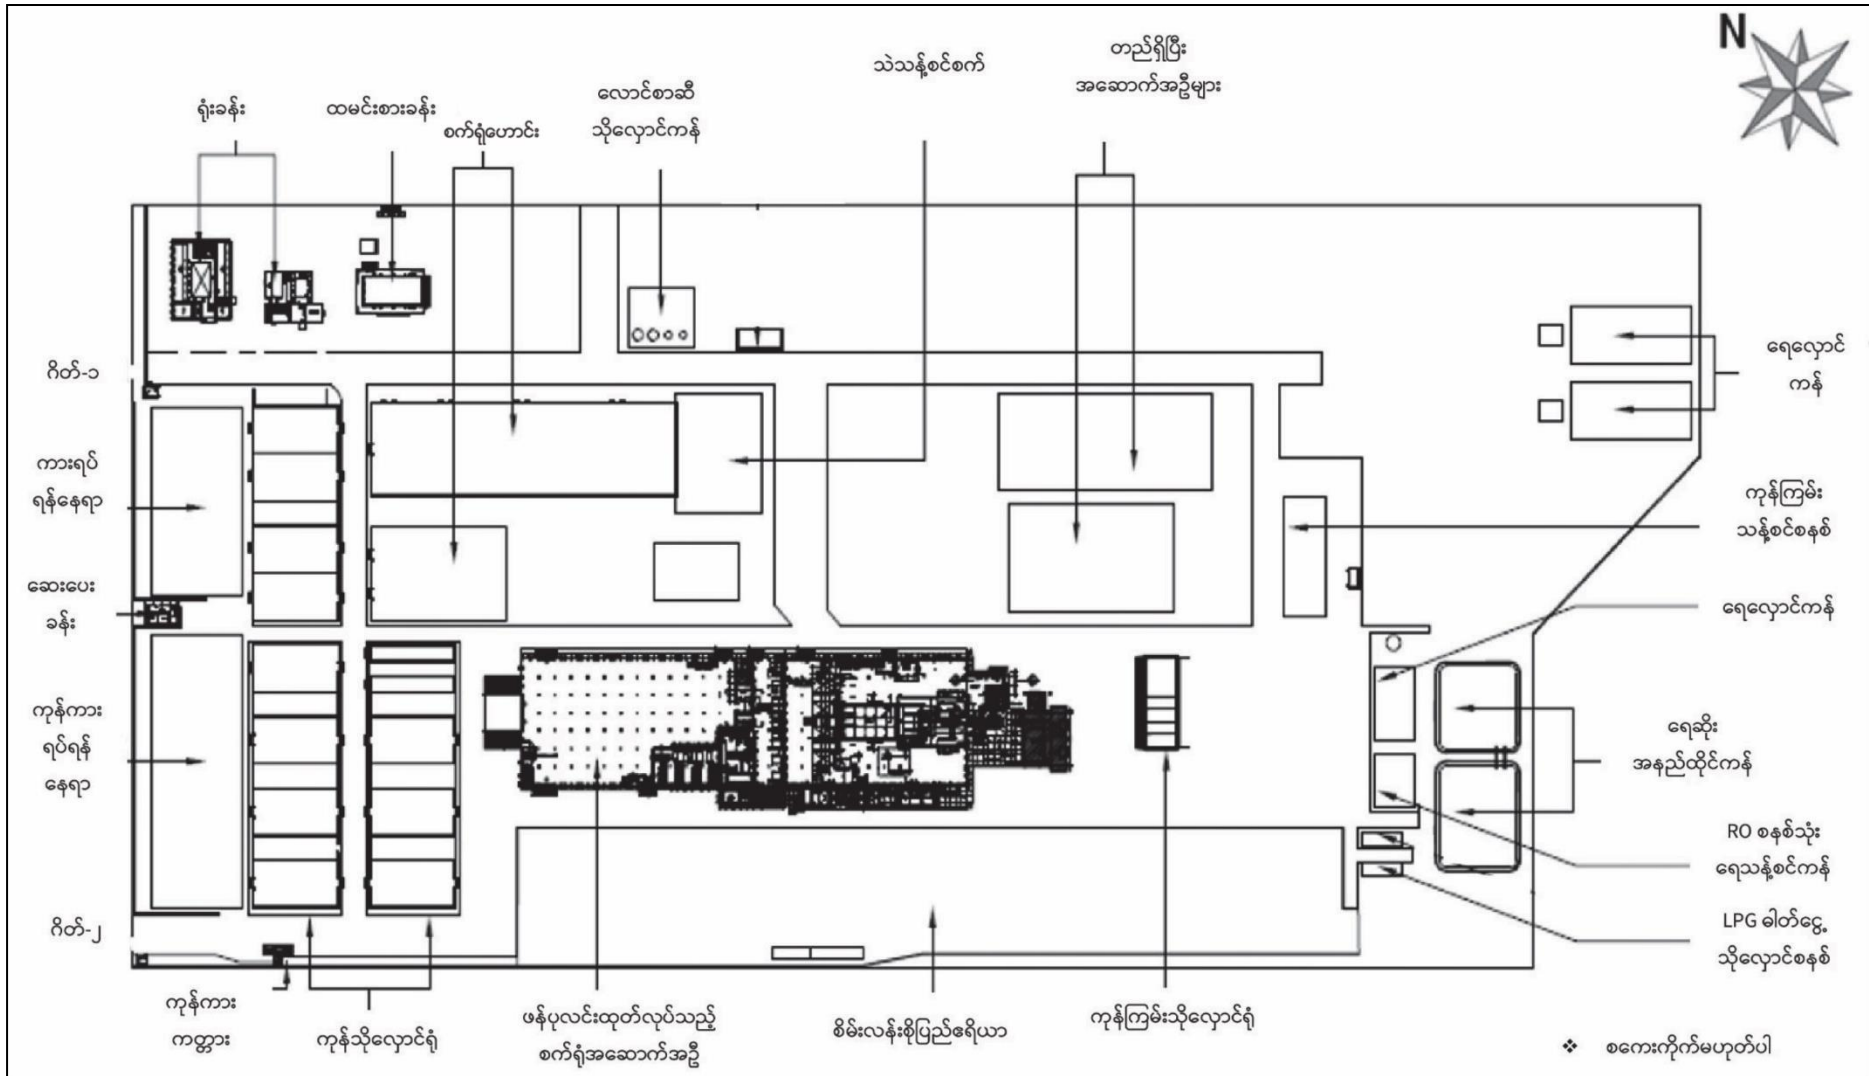 N
တည်ရှိပြီး
အဆောက်အဦများ
သဲသန့်စင်စက်
လောင်စာဆီ
သိုလှောင်ကန်
ရုံးခန်း
ထမင်းစားခန်း
စက်ရုံဟောင်း
ဂိတ်-၁
ရေလှောင်
ကန်
ကားရပ်
ရန်နေရာ
ကုန်ကြမ်း
သန့်စင်စနစ်
ဆေးပေး
ခန်း
ရေလှောင်ကန်
ကုန်ကား
ရပ်ရန်
နေရာ
ရေဆိုး
အနည်ထိုင်ကန်
RO စနစ်သုံး
ရေသန့်စင်ကန်
ဂိတ်-၂
LPG ဓါတ်ငွေ့
သိုလှောင်စနစ်
ကုန်ကား
ကတ္တား
ကုန်သိုလှောင်ရုံ
ဖန်ပုလင်းထုတ်လုပ်သည့်
စက်ရုံအဆောက်အဦ
စိမ်းလန်းစိုပြည်ဧရိယာ
ကုန်ကြမ်းသိုလှောင်ရုံ
❖ စကေးကိုက်မဟုတ်ပါ